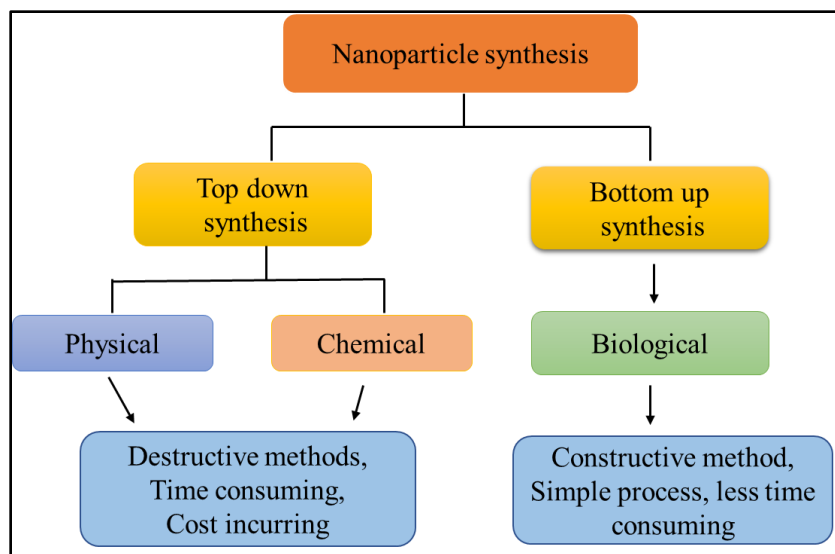 Nanoparticle synthesis
Top down
synthesis
Bottom up
synthesis
Physical
Chemical
Biological
Destructive methods,
Time consuming,
Cost incurring
Constructive method,
Simple process, less time
consuming